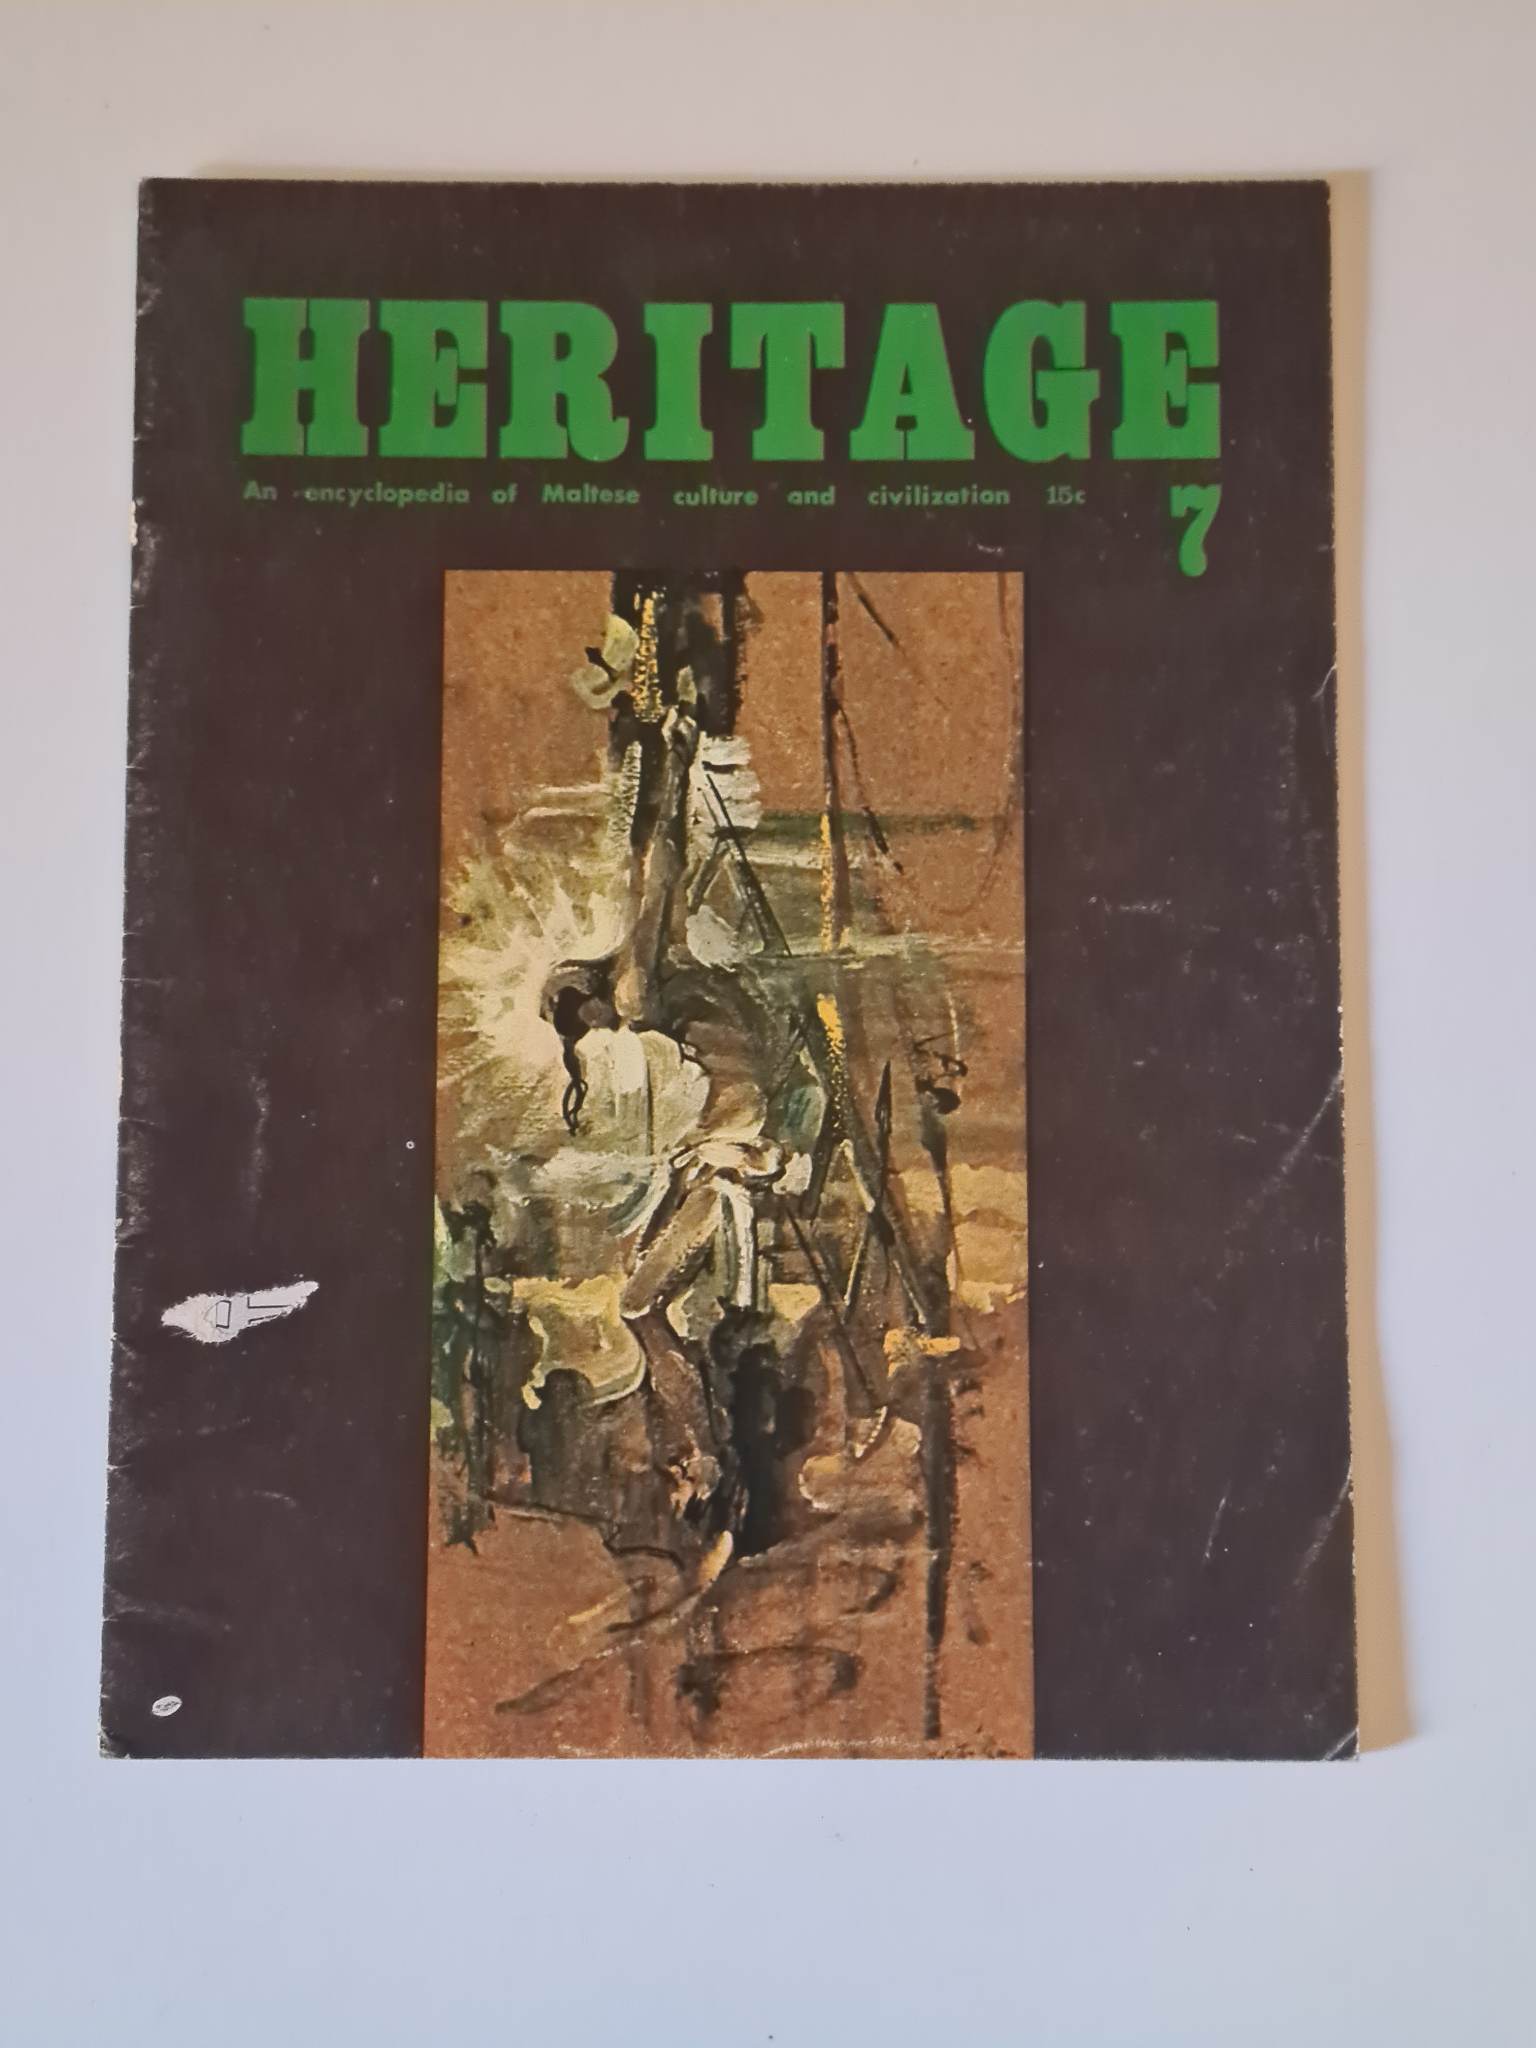 HERITAGE
An encyclopedia of Maltese culture and civilization 15c
7